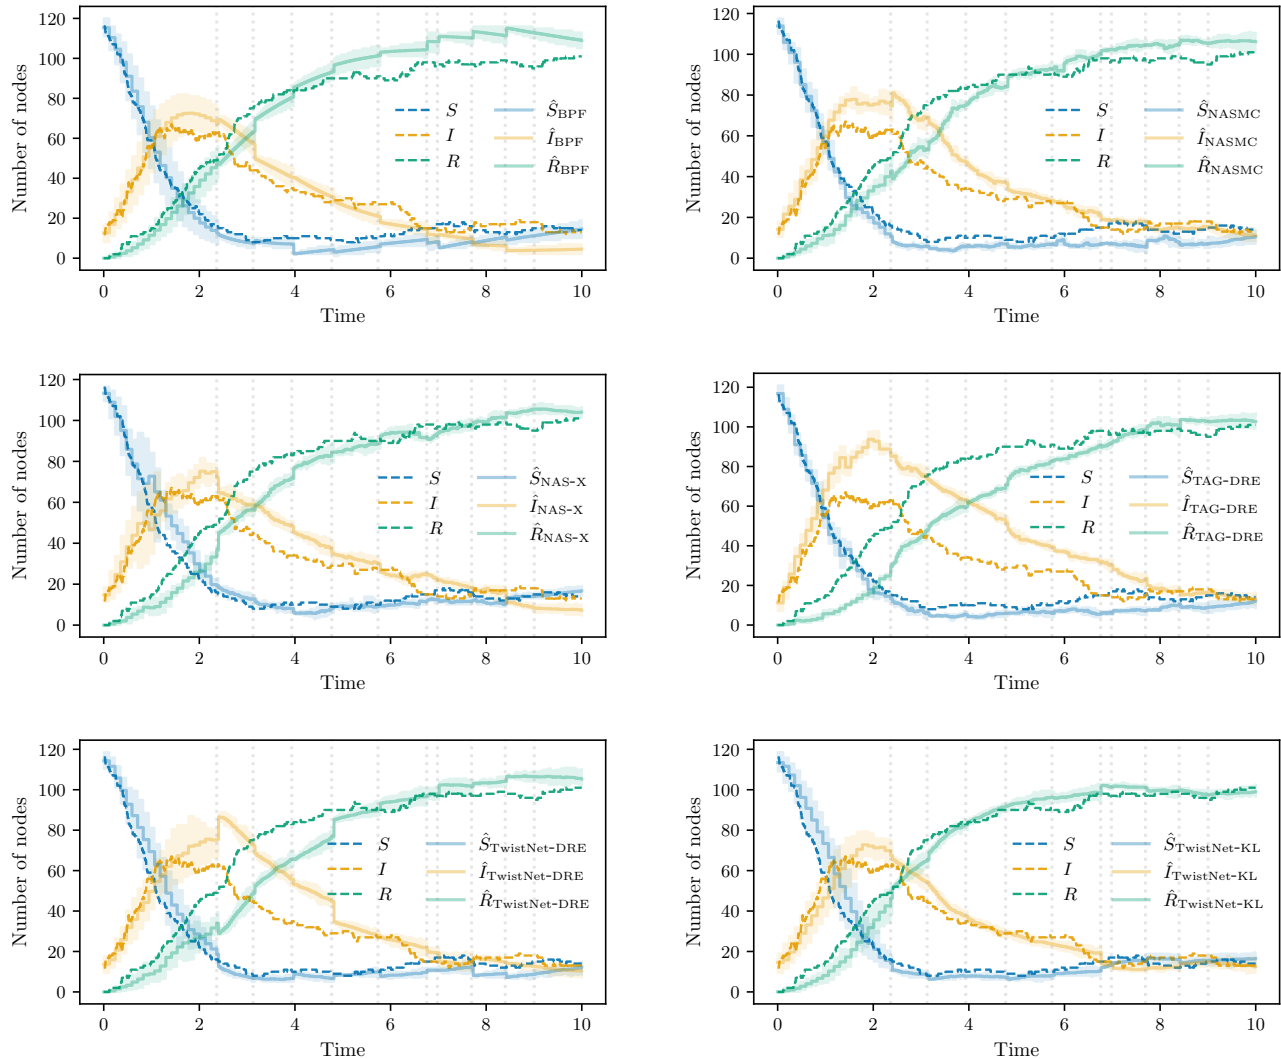 120
100
80
60
40
20
0
Number of nodes
S
I
R
Ŝ_BPF
Î_BPF
R̂_BPF
0 2 4 6 8 10
Time
120
100
80
60
40
20
0
Number of nodes
S
I
R
Ŝ_NASMC
Î_NASMC
R̂_NASMC
0 2 4 6 8 10
Time
120
100
80
60
40
20
0
Number of nodes
S
I
R
Ŝ_NAS-X
Î_NAS-X
R̂_NAS-X
0 2 4 6 8 10
Time
120
100
80
60
40
20
0
Number of nodes
S
I
R
Ŝ_TAG-DRE
Î_TAG-DRE
R̂_TAG-DRE
0 2 4 6 8 10
Time
120
100
80
60
40
20
0
Number of nodes
S
I
R
Ŝ_TwistNet-DRE
Î_TwistNet-DRE
R̂_TwistNet-DRE
0 2 4 6 8 10
Time
120
100
80
60
40
20
0
Number of nodes
S
I
R
Ŝ_TwistNet-KL
Î_TwistNet-KL
R̂_TwistNet-KL
0 2 4 6 8 10
Time